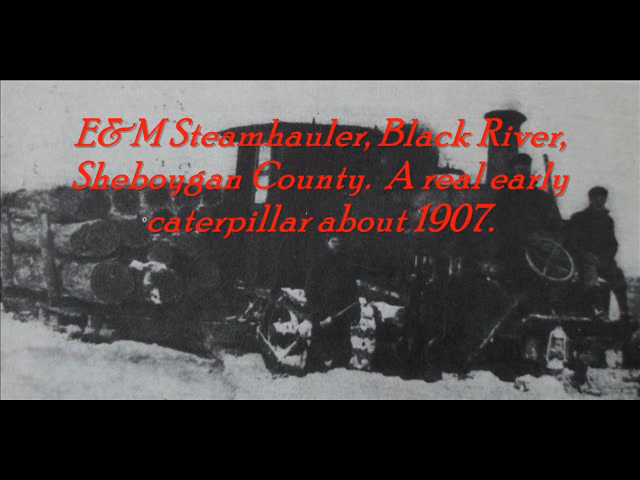 E&M Steamhauler, Black River,
Sheboygan County.  A real early
caterpillar about 1907.